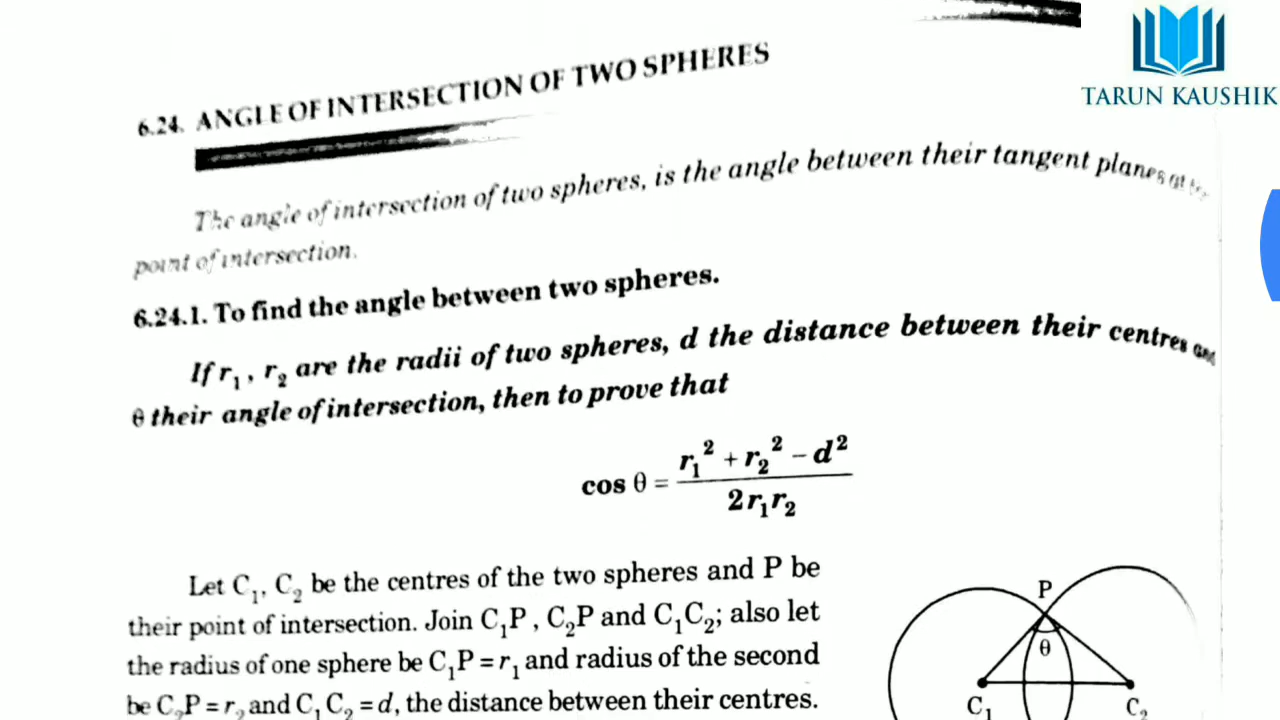 TARUN KAUSHIK
6.24. ANGLE OF INTERSECTION OF TWO SPHERES
The angle of intersection of two spheres, is the angle between their tangent planes at
point of intersection.
6.24.1. To find the angle between two spheres.
If r₁, r₂ are the radii of two spheres, d the distance between their centres and
θ their angle of intersection, then to prove that
cos θ = (r₁² + r₂² − d²) / (2r₁r₂)
Let C₁, C₂ be the centres of the two spheres and P be
their point of intersection. Join C₁P, C₂P and C₁C₂; also let
the radius of one sphere be C₁P = r₁ and radius of the second
be C₂P = r₂ and C₁C₂ = d, the distance between their centres.
P
θ
C₁ C₂